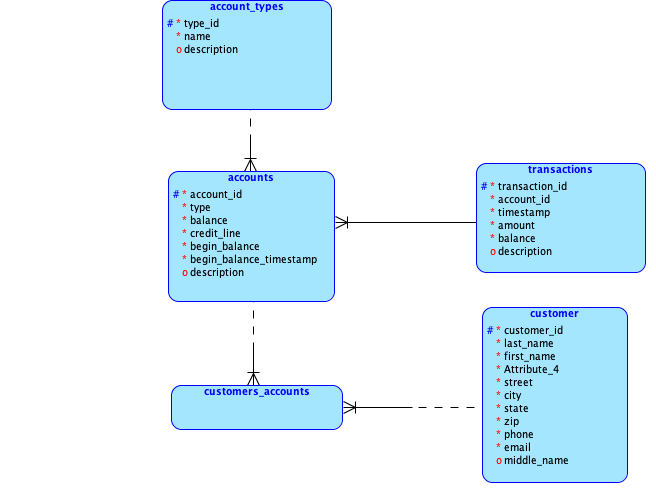 account_types
# * type_id
* name
o description
accounts
# * account_id
* type
* balance
* credit_line
* begin_balance
* begin_balance_timestamp
o description
transactions
# * transaction_id
* account_id
* timestamp
* amount
* balance
o description
customer
# * customer_id
* last_name
* first_name
* Attribute_4
* street
* city
* state
* zip
* phone
* email
o middle_name
customers_accounts